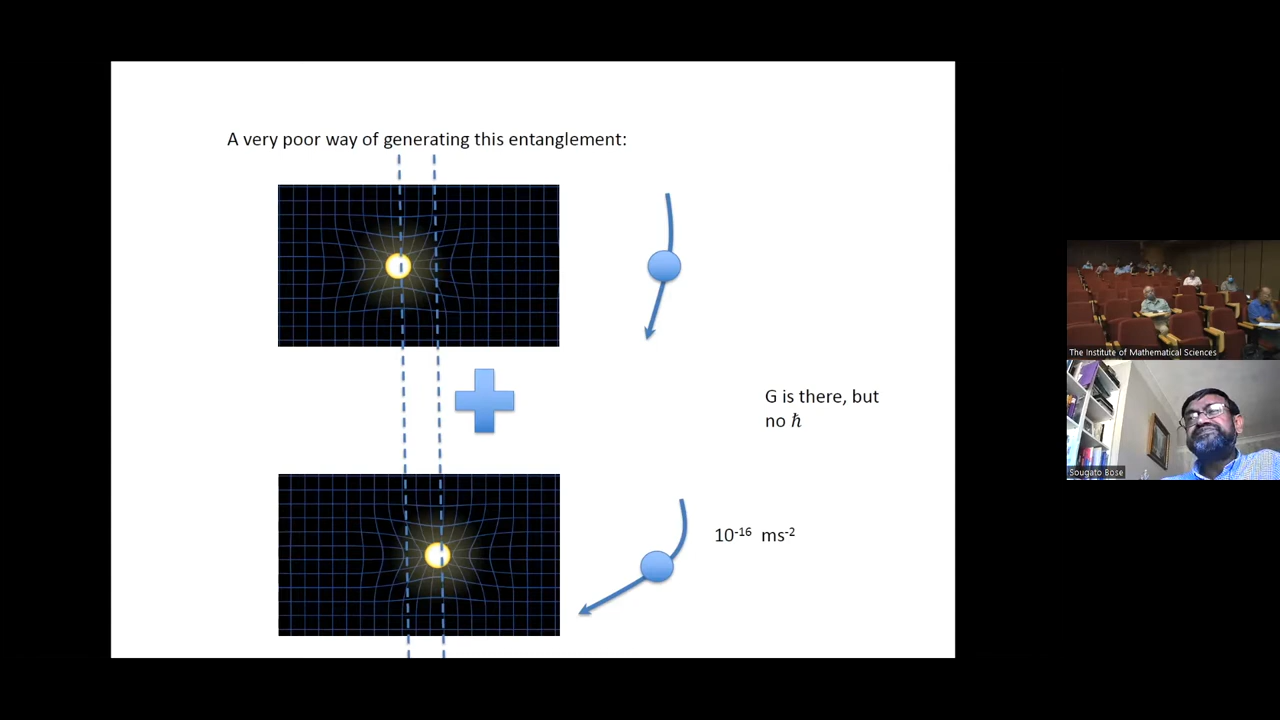 A very poor way of generating this entanglement:
G is there, but
no ℏ
10⁻¹⁶ ms⁻²
The Institute of Mathematical Sciences
Sougato Bose